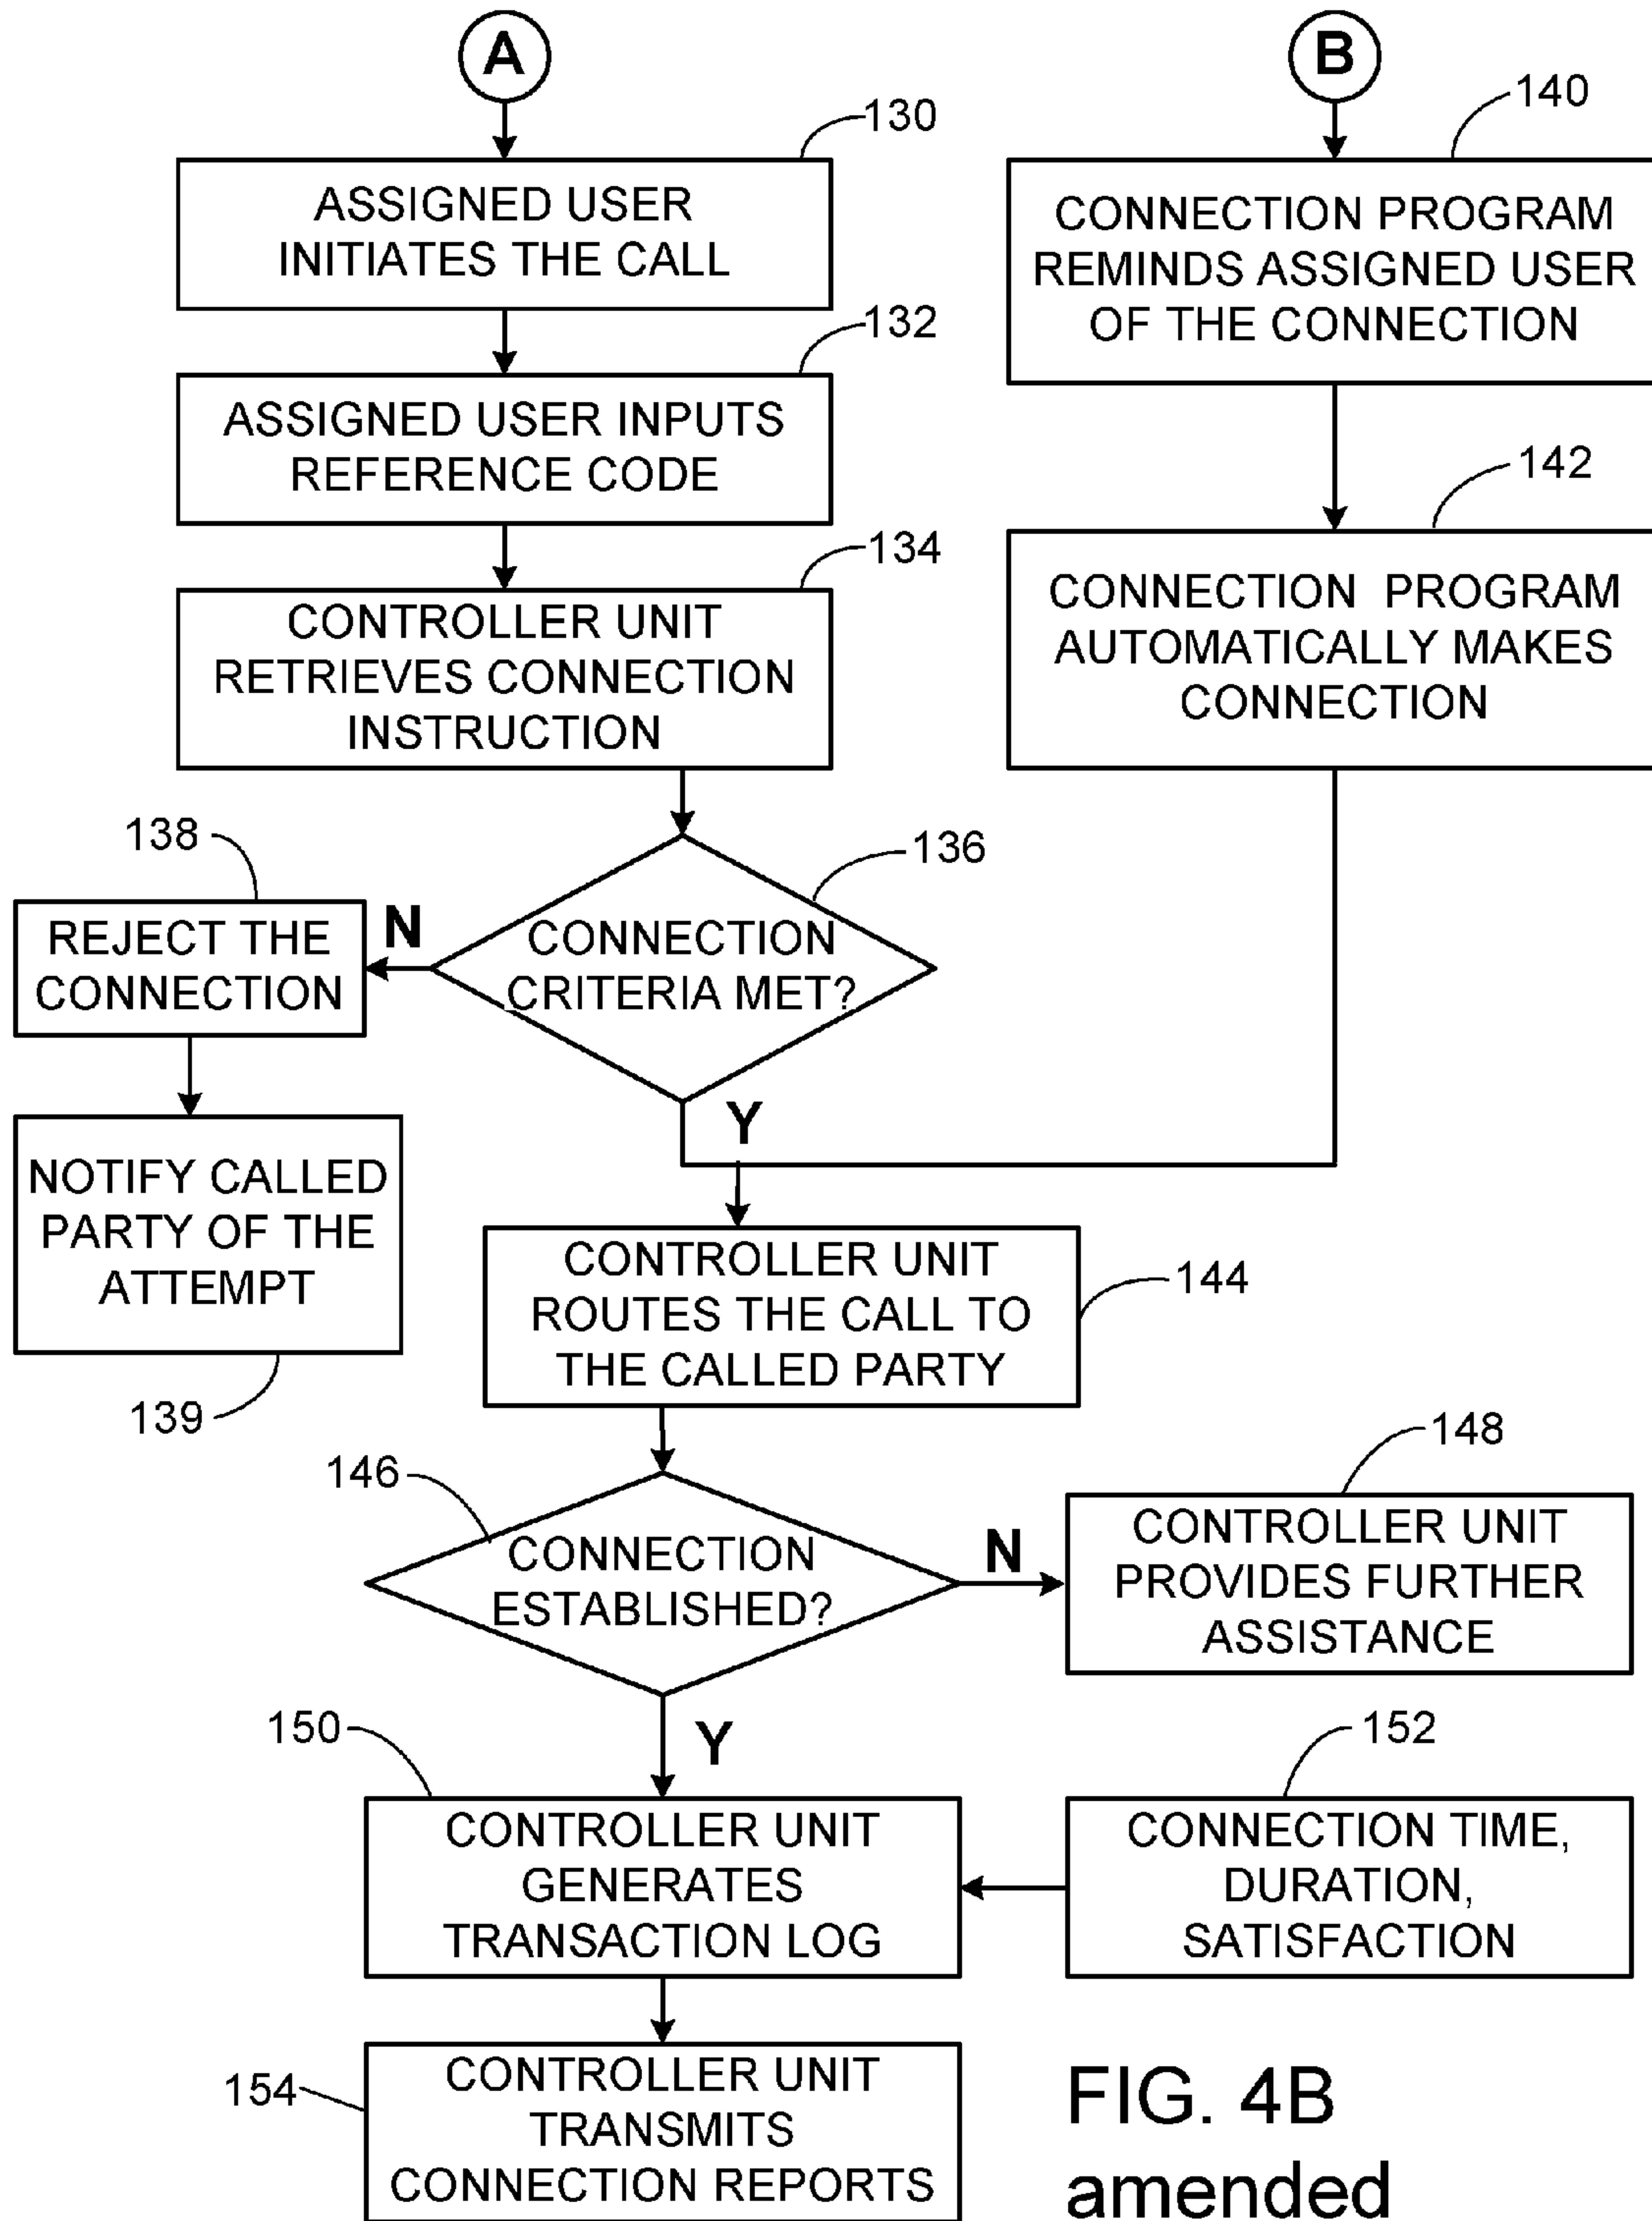 A
B
130
140
ASSIGNED USER
INITIATES THE CALL
CONNECTION PROGRAM
REMINDS ASSIGNED USER
OF THE CONNECTION
132
ASSIGNED USER INPUTS
REFERENCE CODE
142
134
CONTROLLER UNIT
RETRIEVES CONNECTION
INSTRUCTION
CONNECTION PROGRAM
AUTOMATICALLY MAKES
CONNECTION
138
136
REJECT THE
CONNECTION
N
CONNECTION
CRITERIA MET?
Y
NOTIFY CALLED
PARTY OF THE
ATTEMPT
139
CONTROLLER UNIT
ROUTES THE CALL TO
THE CALLED PARTY
144
146
148
CONNECTION
ESTABLISHED?
N
CONTROLLER UNIT
PROVIDES FURTHER
ASSISTANCE
150
Y
152
CONTROLLER UNIT
GENERATES
TRANSACTION LOG
CONNECTION TIME,
DURATION,
SATISFACTION
154
CONTROLLER UNIT
TRANSMITS
CONNECTION REPORTS
FIG. 4B
amended